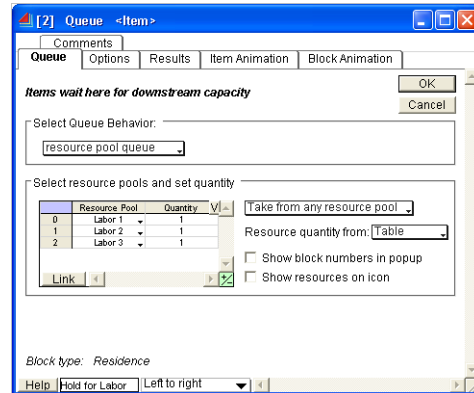 [2] Queue <Item>
Comments
Queue Options Results Item Animation Block Animation
OK
Items wait here for downstream capacity
Cancel
Select Queue Behavior:
resource pool queue
Select resource pools and set quantity
Resource Pool Quantity V
Take from any resource pool
0 Labor 1 1
1 Labor 2 1
Resource quantity from: Table
2 Labor 3 1
Show block numbers in popup
Show resources on icon
Link
Block type: Residence
Help Hold for Labor Left to right